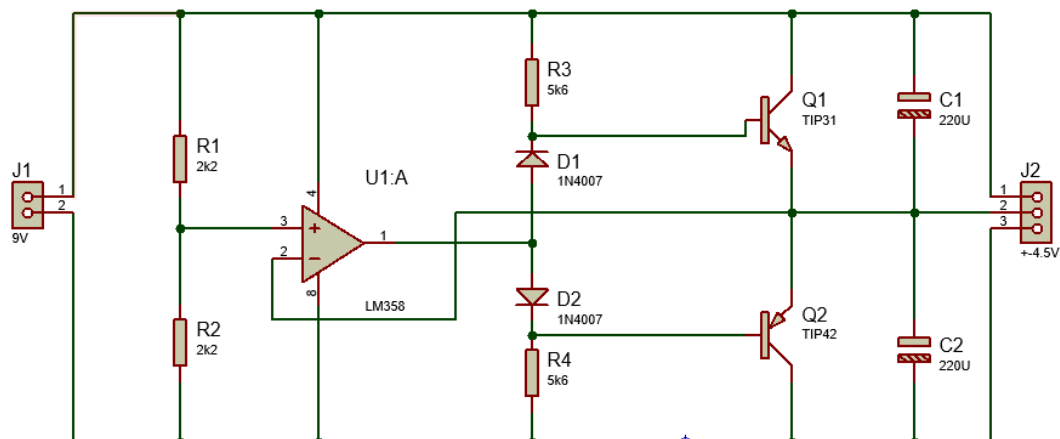 J1
1
2
9V
R1
2k2
R2
2k2
U1:A
3
2
1
4
8
+
−
LM358
R3
5k6
D1
1N4007
D2
1N4007
R4
5k6
Q1
TIP31
Q2
TIP42
C1
220U
C2
220U
J2
1
2
3
+-4.5V